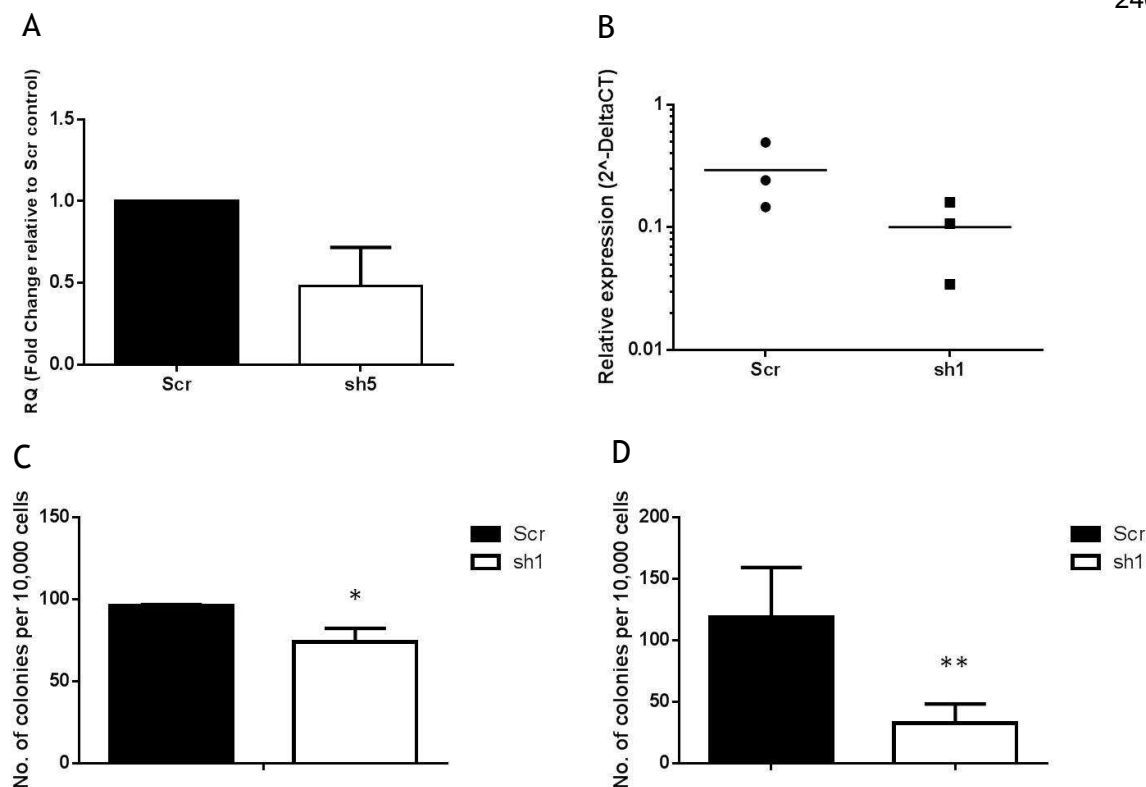 24
A
B
RQ (Fold Change relative to Scr control)
1.5
1.0
0.5
0.0
Scr
sh5
Relative expression (2^-DeltaCT)
1
0.1
0.01
Scr
sh1
C
D
No. of colonies per 10,000 cells
150
100
50
0
*
Scr
sh1
No. of colonies per 10,000 cells
200
150
100
50
0
**
Scr
sh1